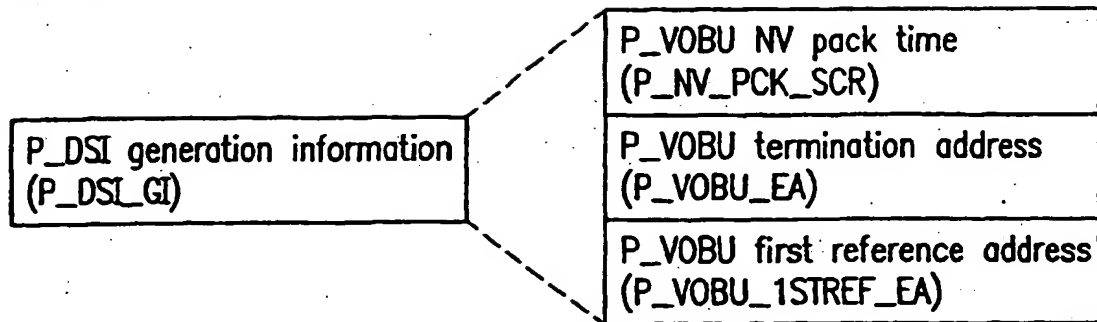 P_DSI generation information
(P_DSI_GI)
P_VOBU NV pack time
(P_NV_PCK_SCR)
P_VOBU termination address
(P_VOBU_EA)
P_VOBU first reference address
(P_VOBU_1STREF_EA)